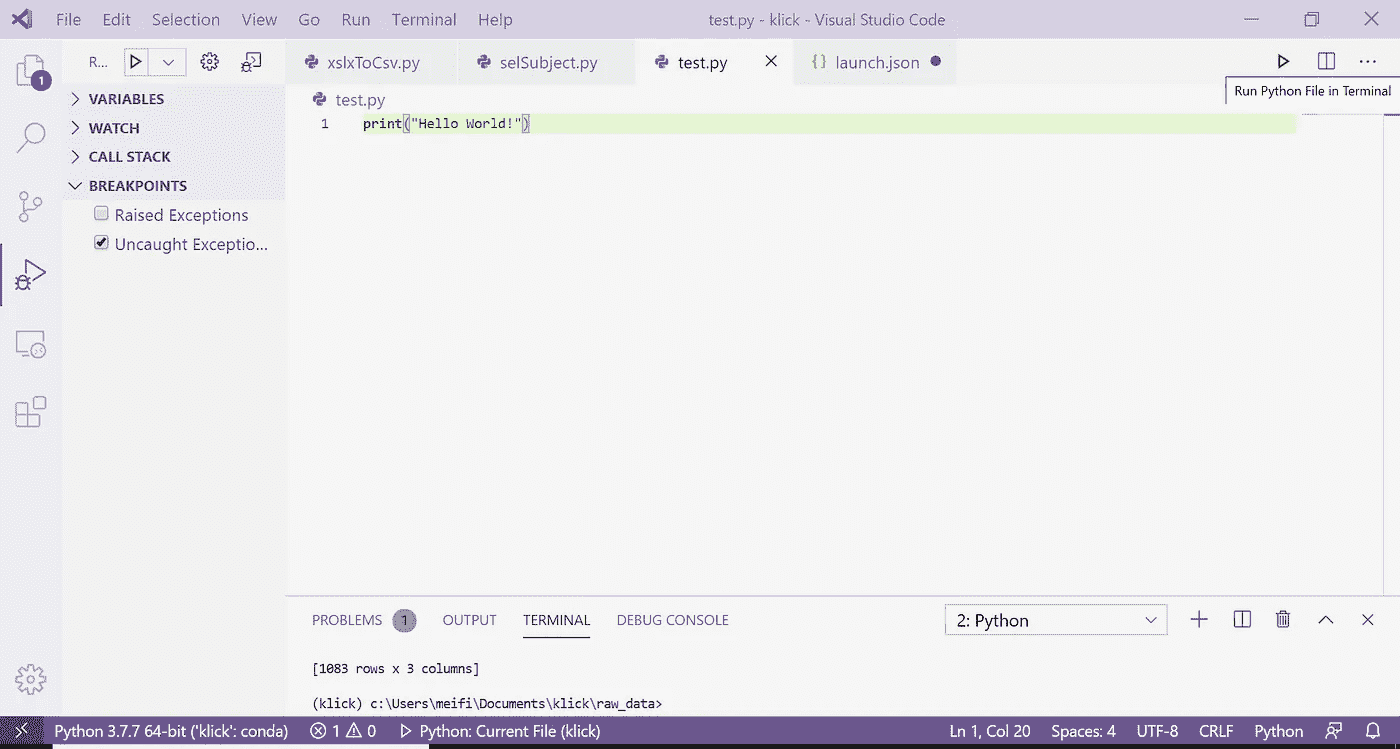 File Edit Selection View Go Run Terminal Help test.py - klick - Visual Studio Code
1 R... xslxToCsv.py selSubject.py test.py {} launch.json
Run Python File in Terminal
VARIABLES
WATCH
CALL STACK
BREAKPOINTS
Raised Exceptions
Uncaught Exceptio...
test.py
1 print("Hello World!")
PROBLEMS 1 OUTPUT TERMINAL DEBUG CONSOLE 2: Python
[1083 rows x 3 columns]
(klick) c:\Users\meifi\Documents\klick\raw_data>
Python 3.7.7 64-bit ('klick': conda) 1 0 Python: Current File (klick) Ln 1, Col 20 Spaces: 4 UTF-8 CRLF Python